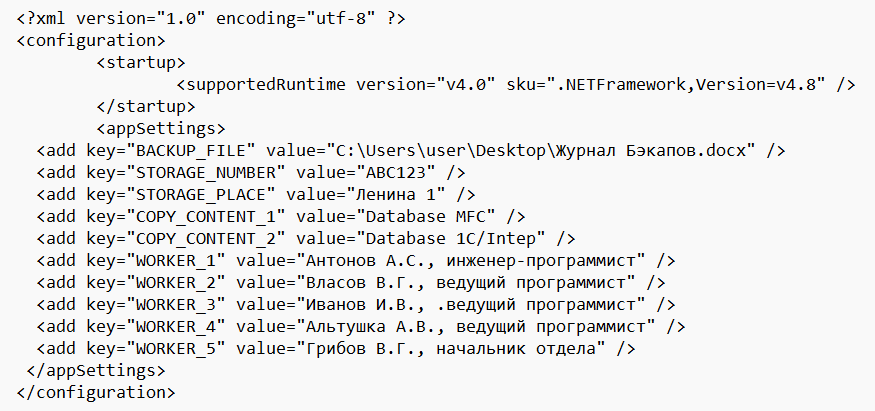 <?xml version="1.0" encoding="utf-8" ?>
<configuration>
<startup>
<supportedRuntime version="v4.0" sku=".NETFramework,Version=v4.8" />
</startup>
<appSettings>
<add key="BACKUP_FILE" value="C:\Users\user\Desktop\Журнал Бэкапов.docx" />
<add key="STORAGE_NUMBER" value="ABC123" />
<add key="STORAGE_PLACE" value="Ленина 1" />
<add key="COPY_CONTENT_1" value="Database MFC" />
<add key="COPY_CONTENT_2" value="Database 1C/Intep" />
<add key="WORKER_1" value="Антонов А.С., инженер-программист" />
<add key="WORKER_2" value="Власов В.Г., ведущий программист" />
<add key="WORKER_3" value="Иванов И.В., .ведущий программист" />
<add key="WORKER_4" value="Альтушка А.В., ведущий программист" />
<add key="WORKER_5" value="Грибов В.Г., начальник отдела" />
</appSettings>
</configuration>